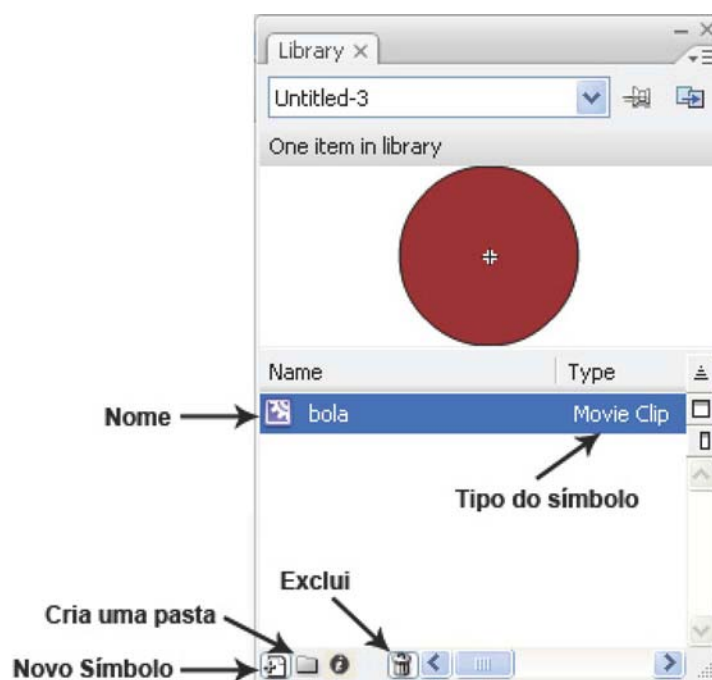 Library
Untitled-3
One item in library
Name Type
Nome bola Movie Clip
Tipo do símbolo
Exclui
Cria uma pasta
Novo Símbolo